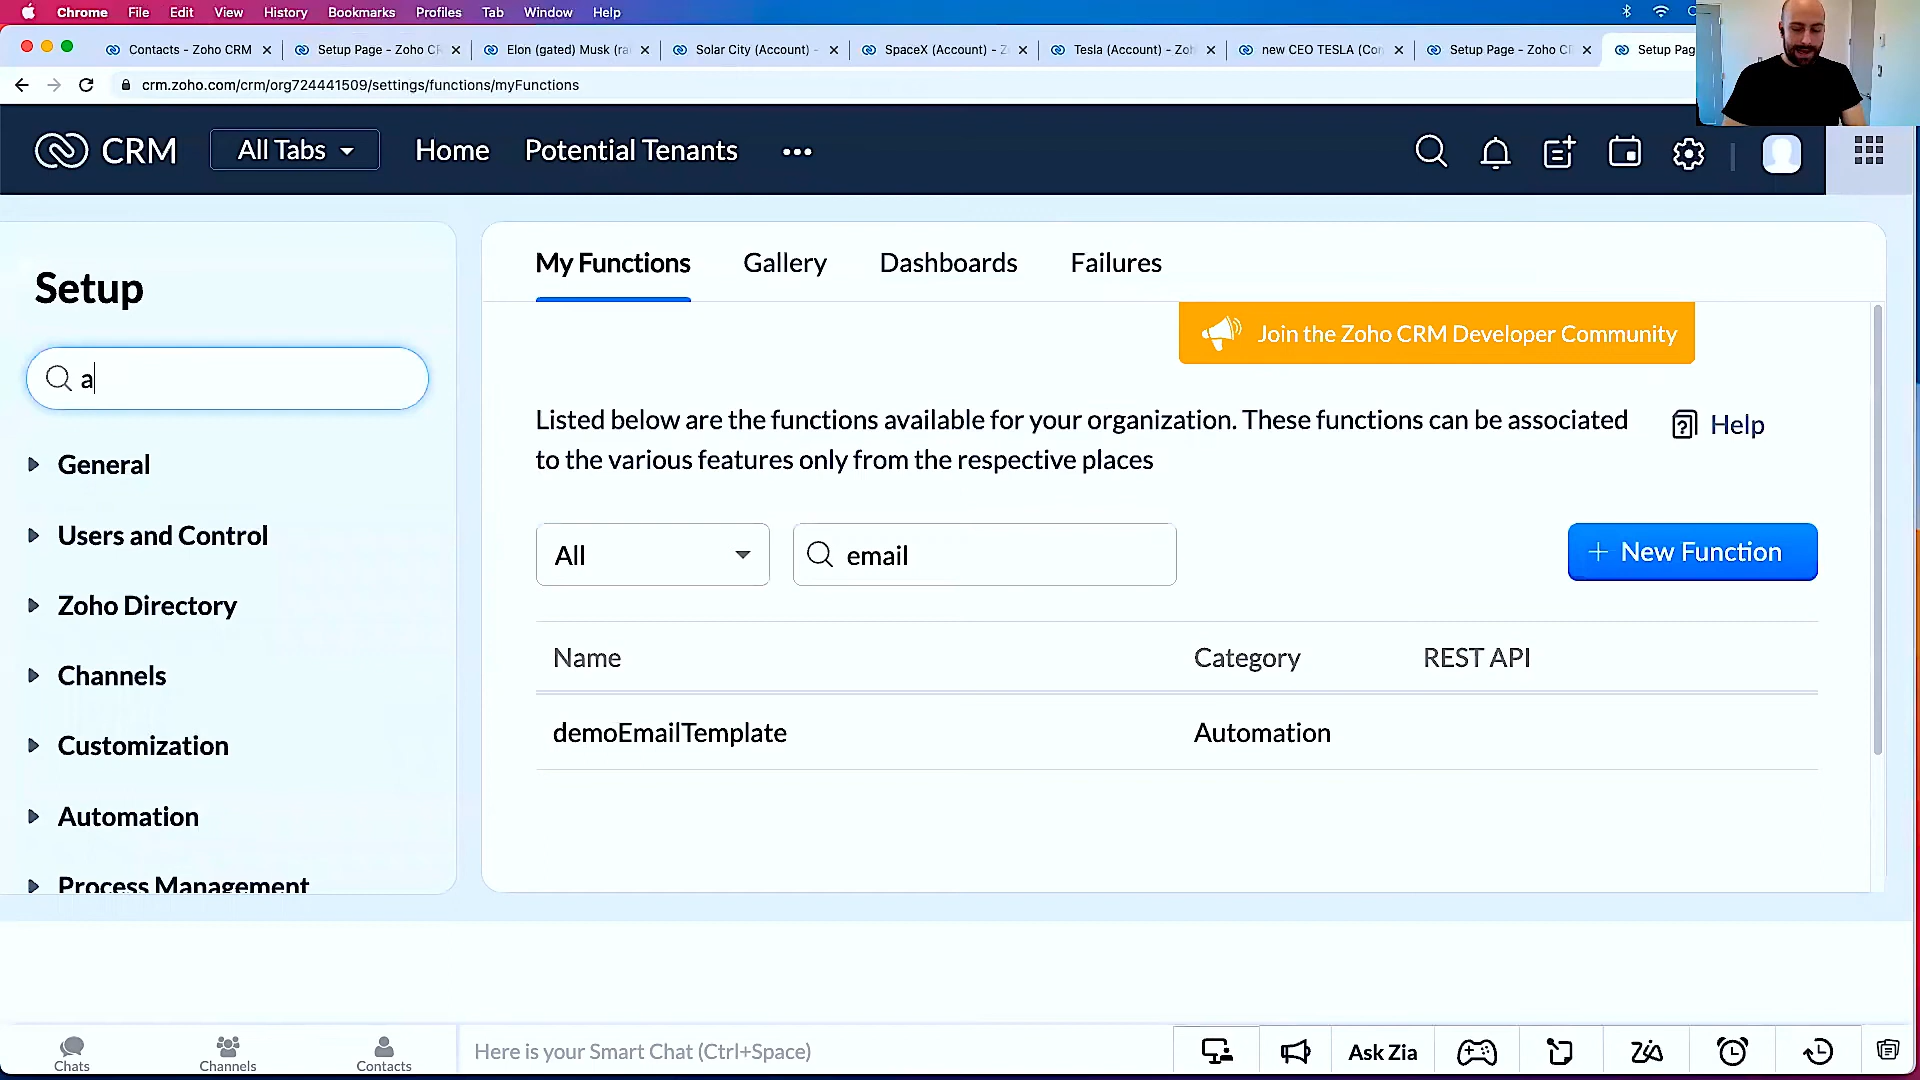 Chrome File Edit View History Bookmarks Profiles Tab Window Help
Contacts - Zoho CRM
Setup Page - Zoho CR
Elon (gated) Musk (ra
Solar City (Account) -
SpaceX (Account) - Z
Tesla (Account) - Zoh
new CEO TESLA (Con
Setup Page - Zoho C
Setup Pag
crm.zoho.com/crm/org724441509/settings/functions/myFunctions
CRM All Tabs Home Potential Tenants •••
Setup
a
General
Users and Control
Zoho Directory
Channels
Customization
Automation
Process Management
My Functions Gallery Dashboards Failures
Join the Zoho CRM Developer Community
Listed below are the functions available for your organization. These functions can be associated
to the various features only from the respective places
Help
All
email
+ New Function
Name Category REST API
demoEmailTemplate Automation
Chats Channels Contacts
Here is your Smart Chat (Ctrl+Space)
Ask Zia